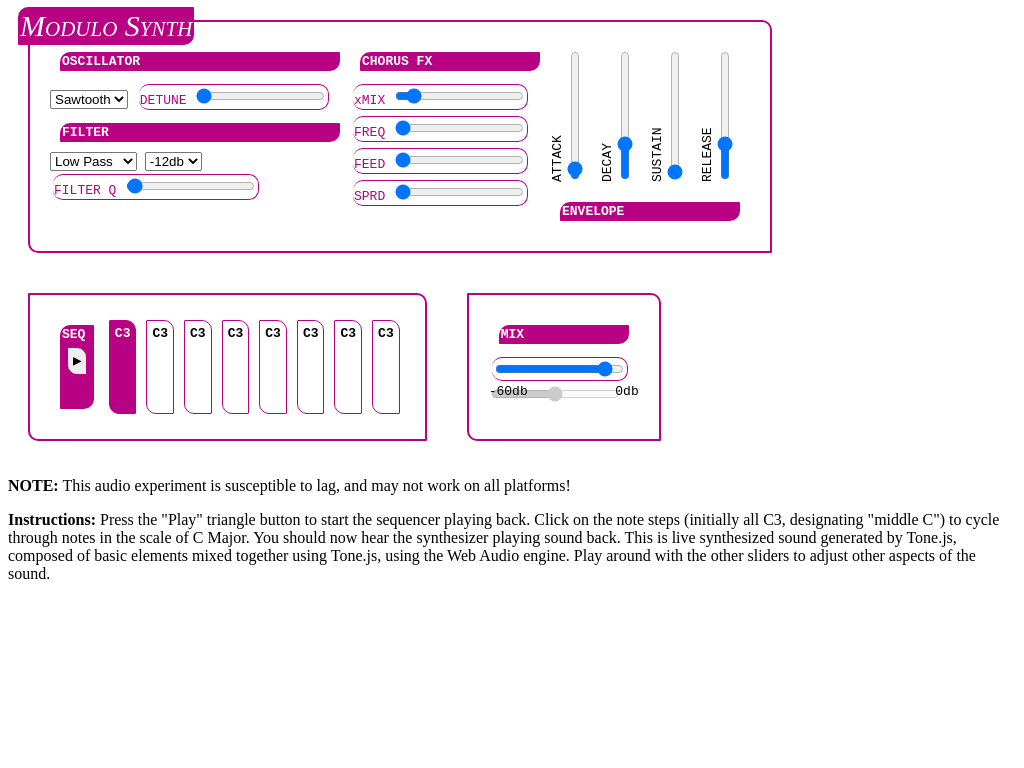 Modulo Synth
OSCILLATOR
Sawtooth DETUNE
FILTER
Low Pass -12db
FILTER Q
CHORUS FX
xMIX
FREQ
FEED
SPRD
ATTACK
DECAY
SUSTAIN
RELEASE
ENVELOPE
SEQ C3 C3 C3 C3 C3 C3 C3 C3
MIX
-60db 0db
NOTE: This audio experiment is susceptible to lag, and may not work on all platforms!
Instructions: Press the "Play" triangle button to start the sequencer playing back. Click on the note steps (initially all C3, designating "middle C") to cycle
through notes in the scale of C Major. You should now hear the synthesizer playing sound back. This is live synthesized sound generated by Tone.js,
composed of basic elements mixed together using Tone.js, using the Web Audio engine. Play around with the other sliders to adjust other aspects of the
sound.